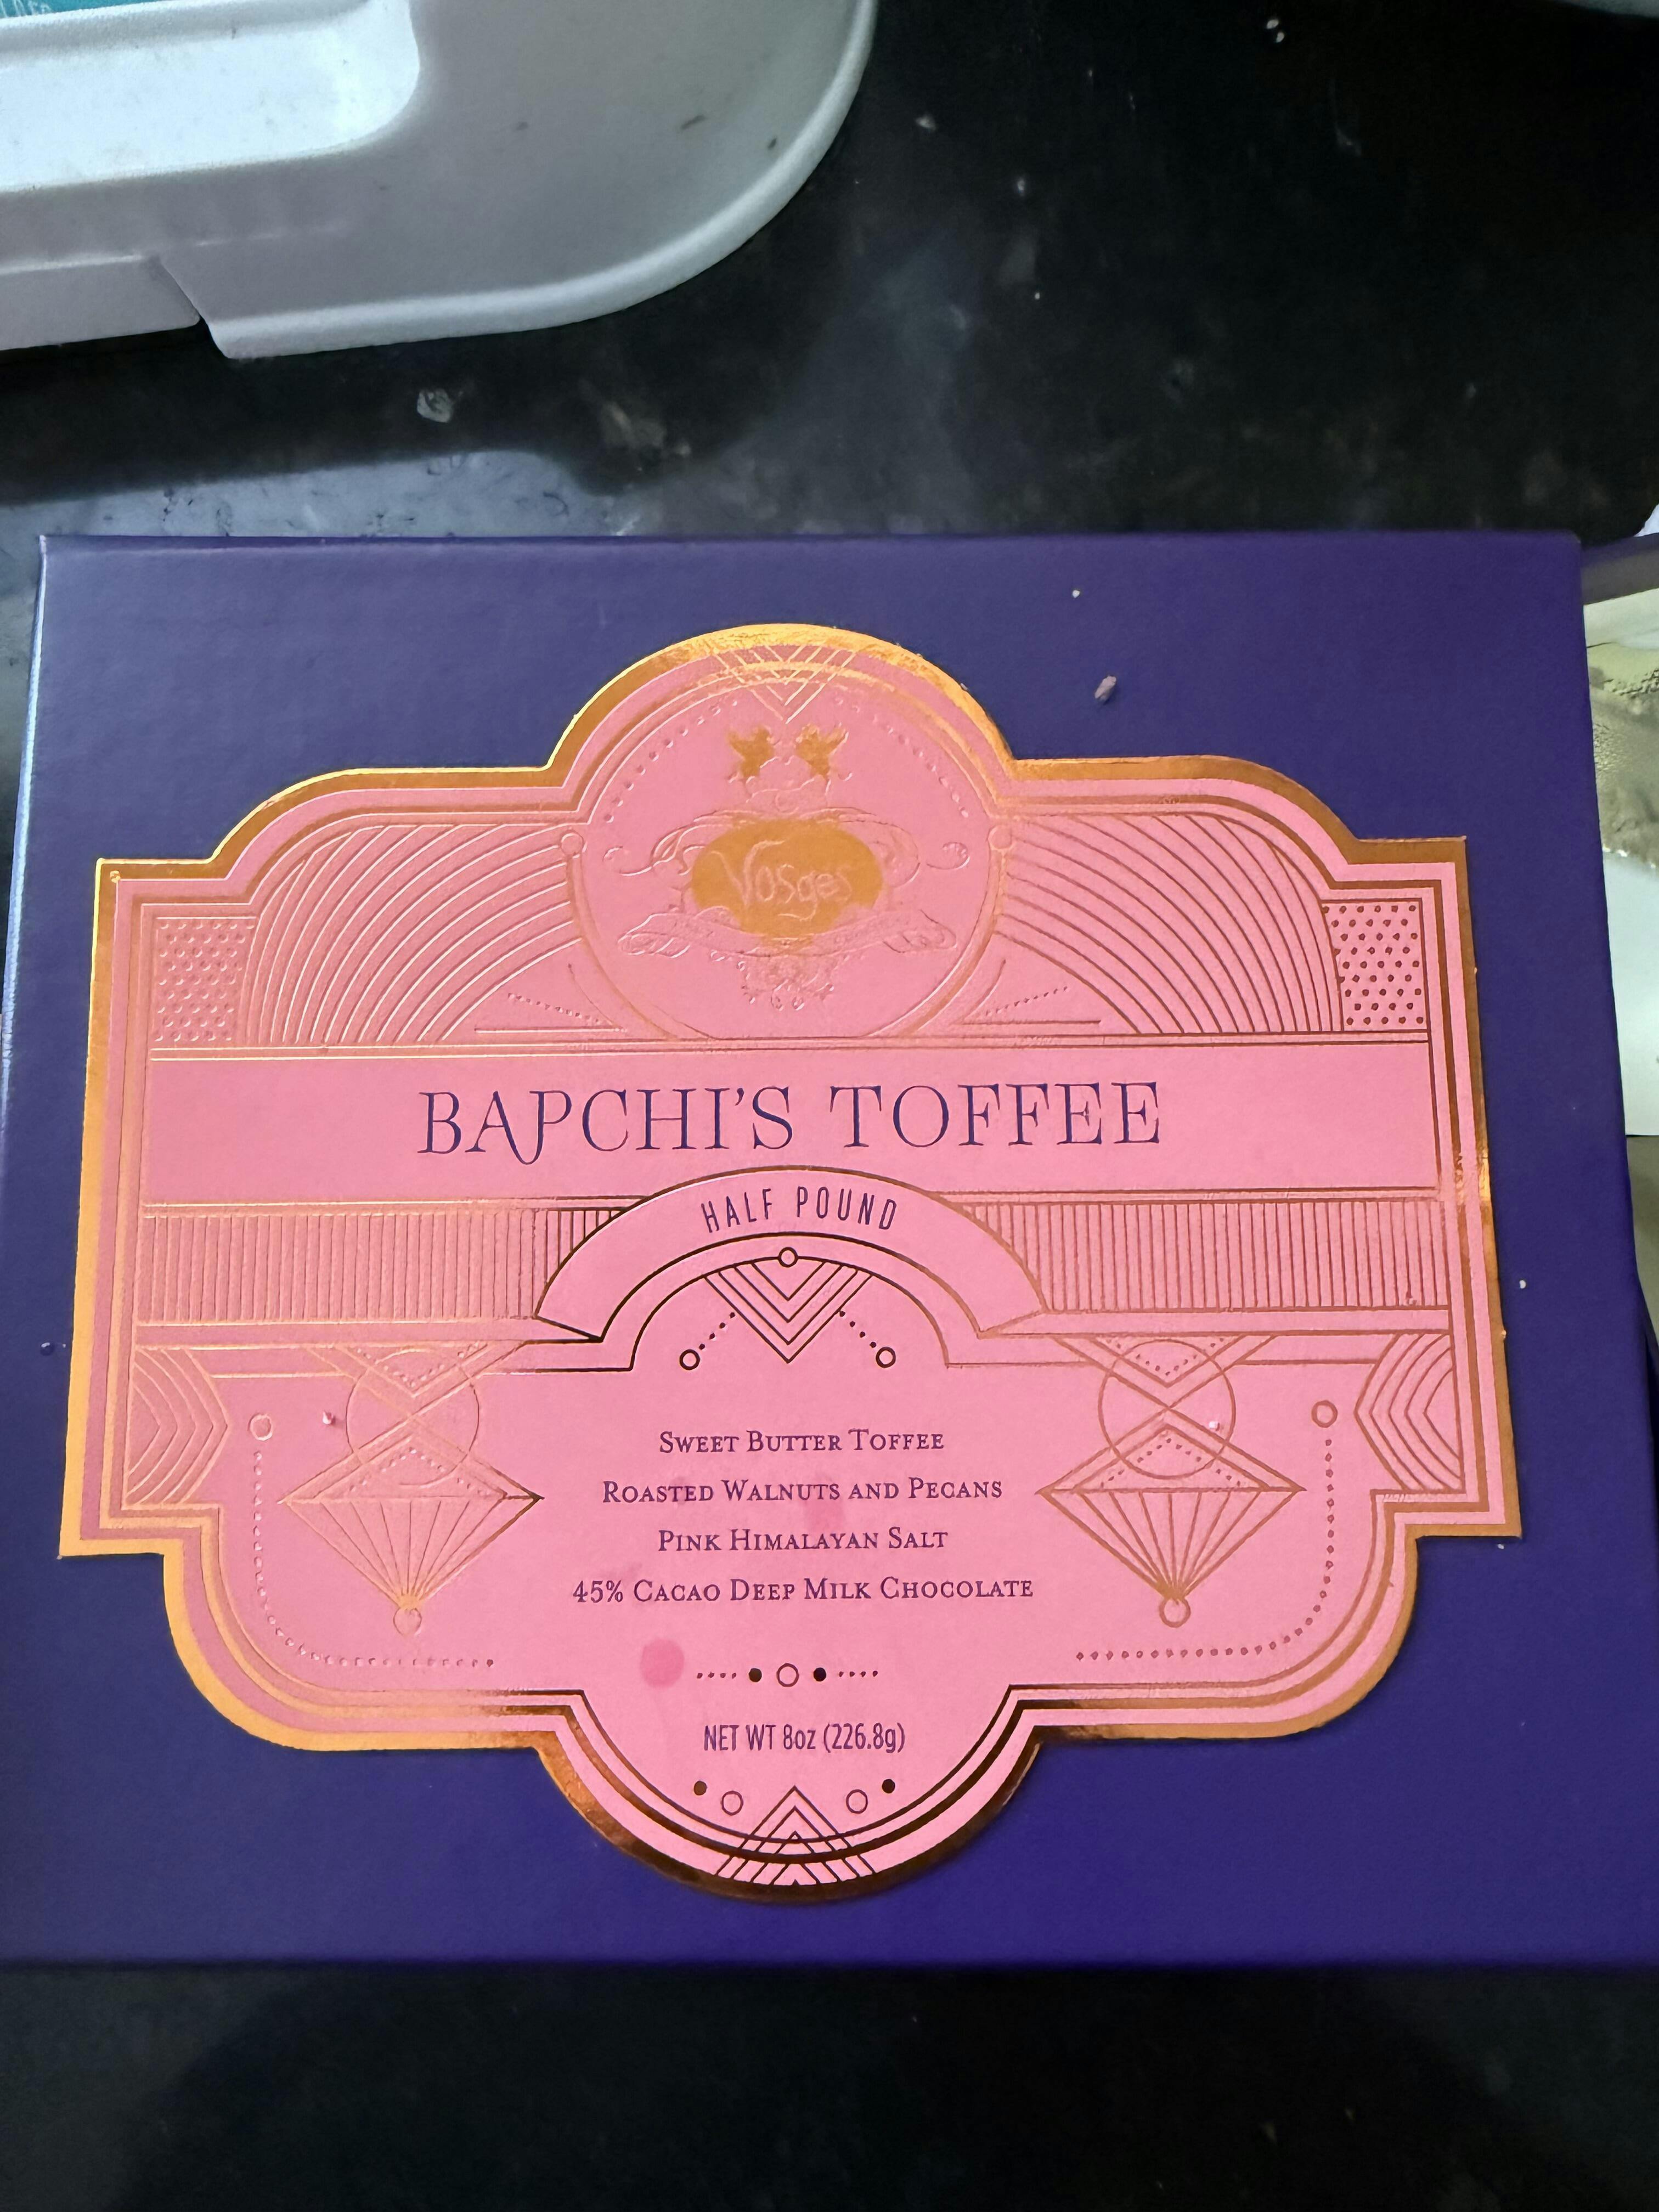 Vosges
BAPCHI'S TOFFEE
HALF POUND
SWEET BUTTER TOFFEE
ROASTED WALNUTS AND PECANS
PINK HIMALAYAN SALT
45% CACAO DEEP MILK CHOCOLATE
NET WT 8oz (226.8g)